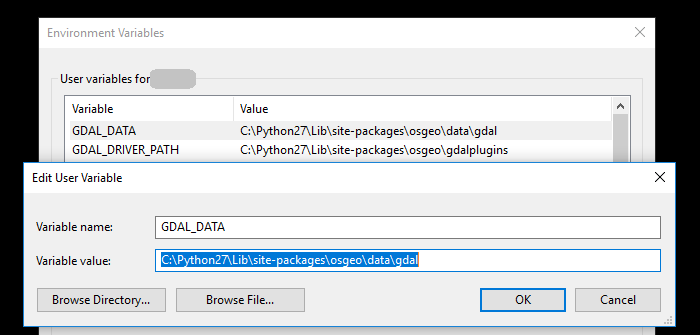 Environment Variables
User variables for
Variable Value
GDAL_DATA C:\Python27\Lib\site-packages\osgeo\data\gdal
GDAL_DRIVER_PATH C:\Python27\Lib\site-packages\osgeo\gdalplugins
Edit User Variable
Variable name: GDAL_DATA
Variable value: C:\Python27\Lib\site-packages\osgeo\data\gdal
Browse Directory... Browse File... OK Cancel